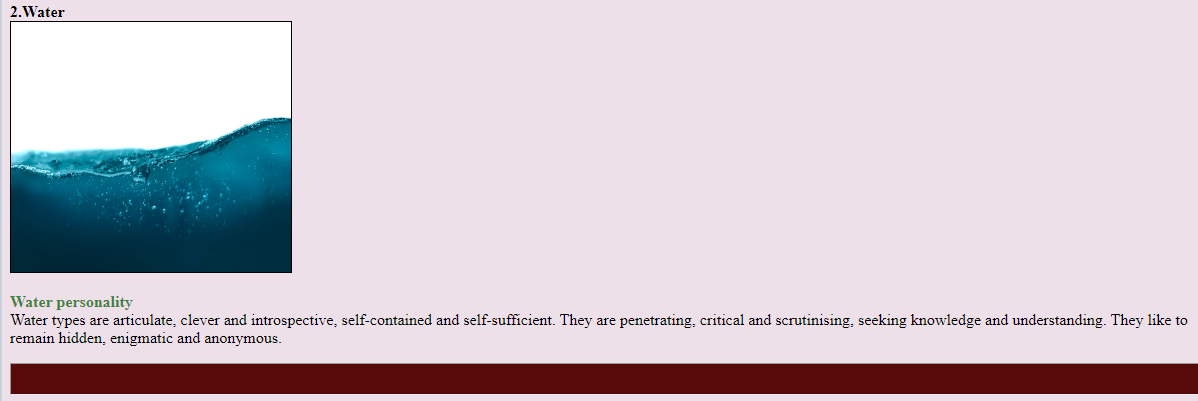 2.Water
Water personality
Water types are articulate, clever and introspective, self-contained and self-sufficient. They are penetrating, critical and scrutinising, seeking knowledge and understanding. They like to
remain hidden, enigmatic and anonymous.